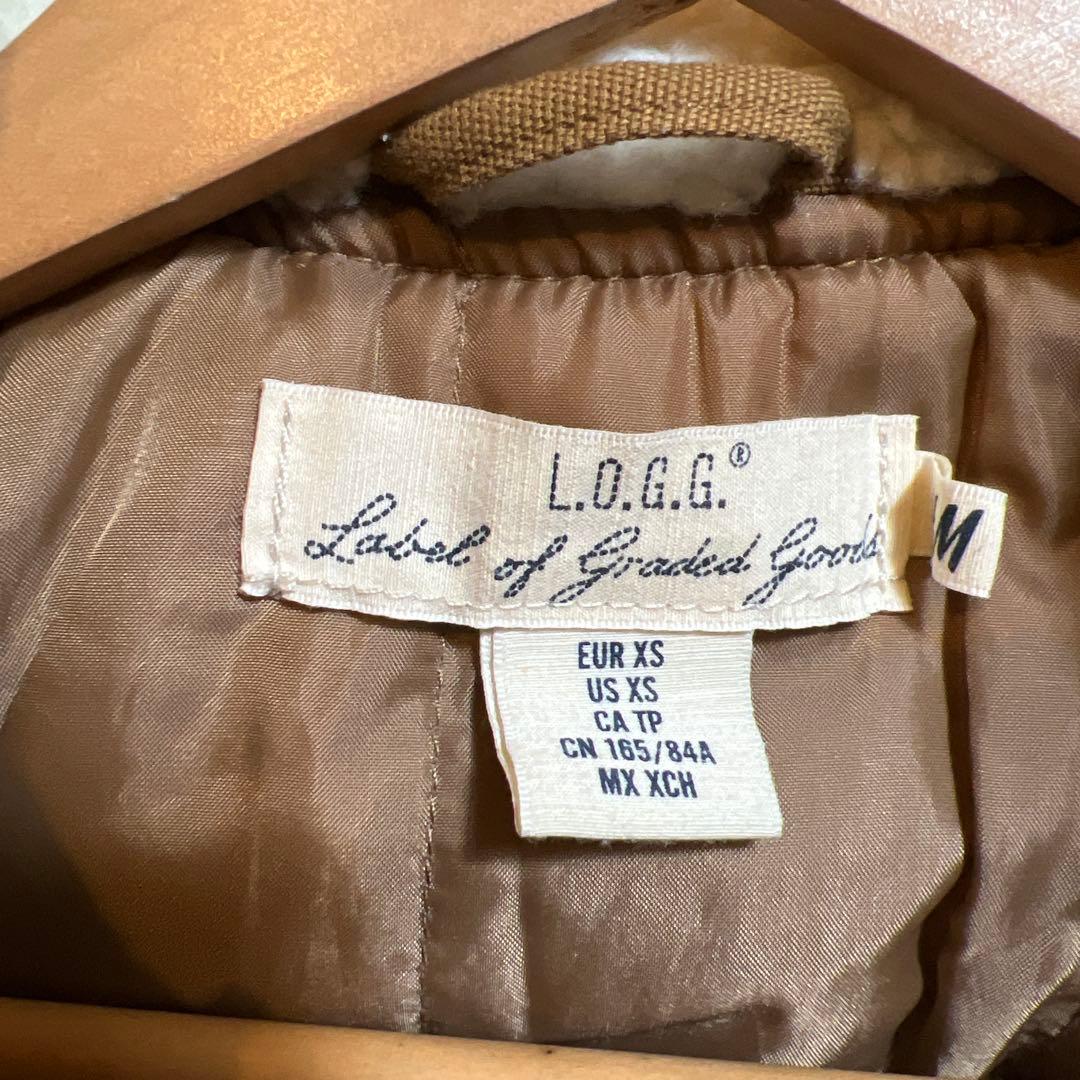 L.O.G.G.®
Label of Graded Goods
M
EUR XS
US XS
CA TP
CN 165/84A
MX XCH